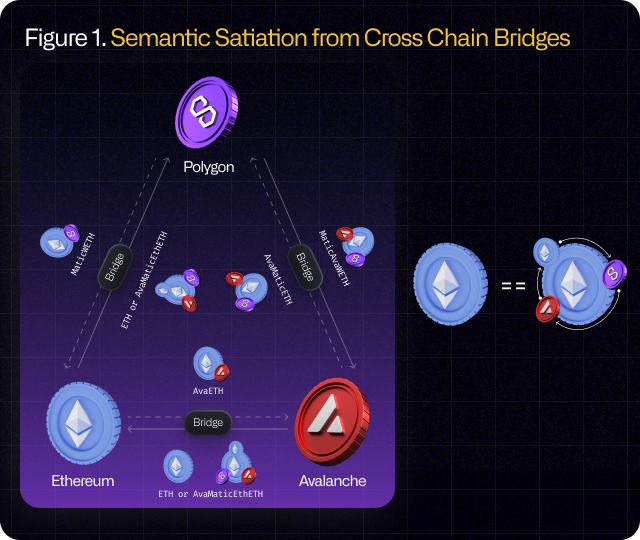 Figure 1. Semantic Satiation from Cross Chain Bridges
Polygon
MaticWETH
Bridge
ETH or AvaMaticEthETH
AvaMaticETH
Bridge
MaticAvaWETH
==
AvaETH
Bridge
Ethereum
Avalanche
ETH or AvaMaticEthETH